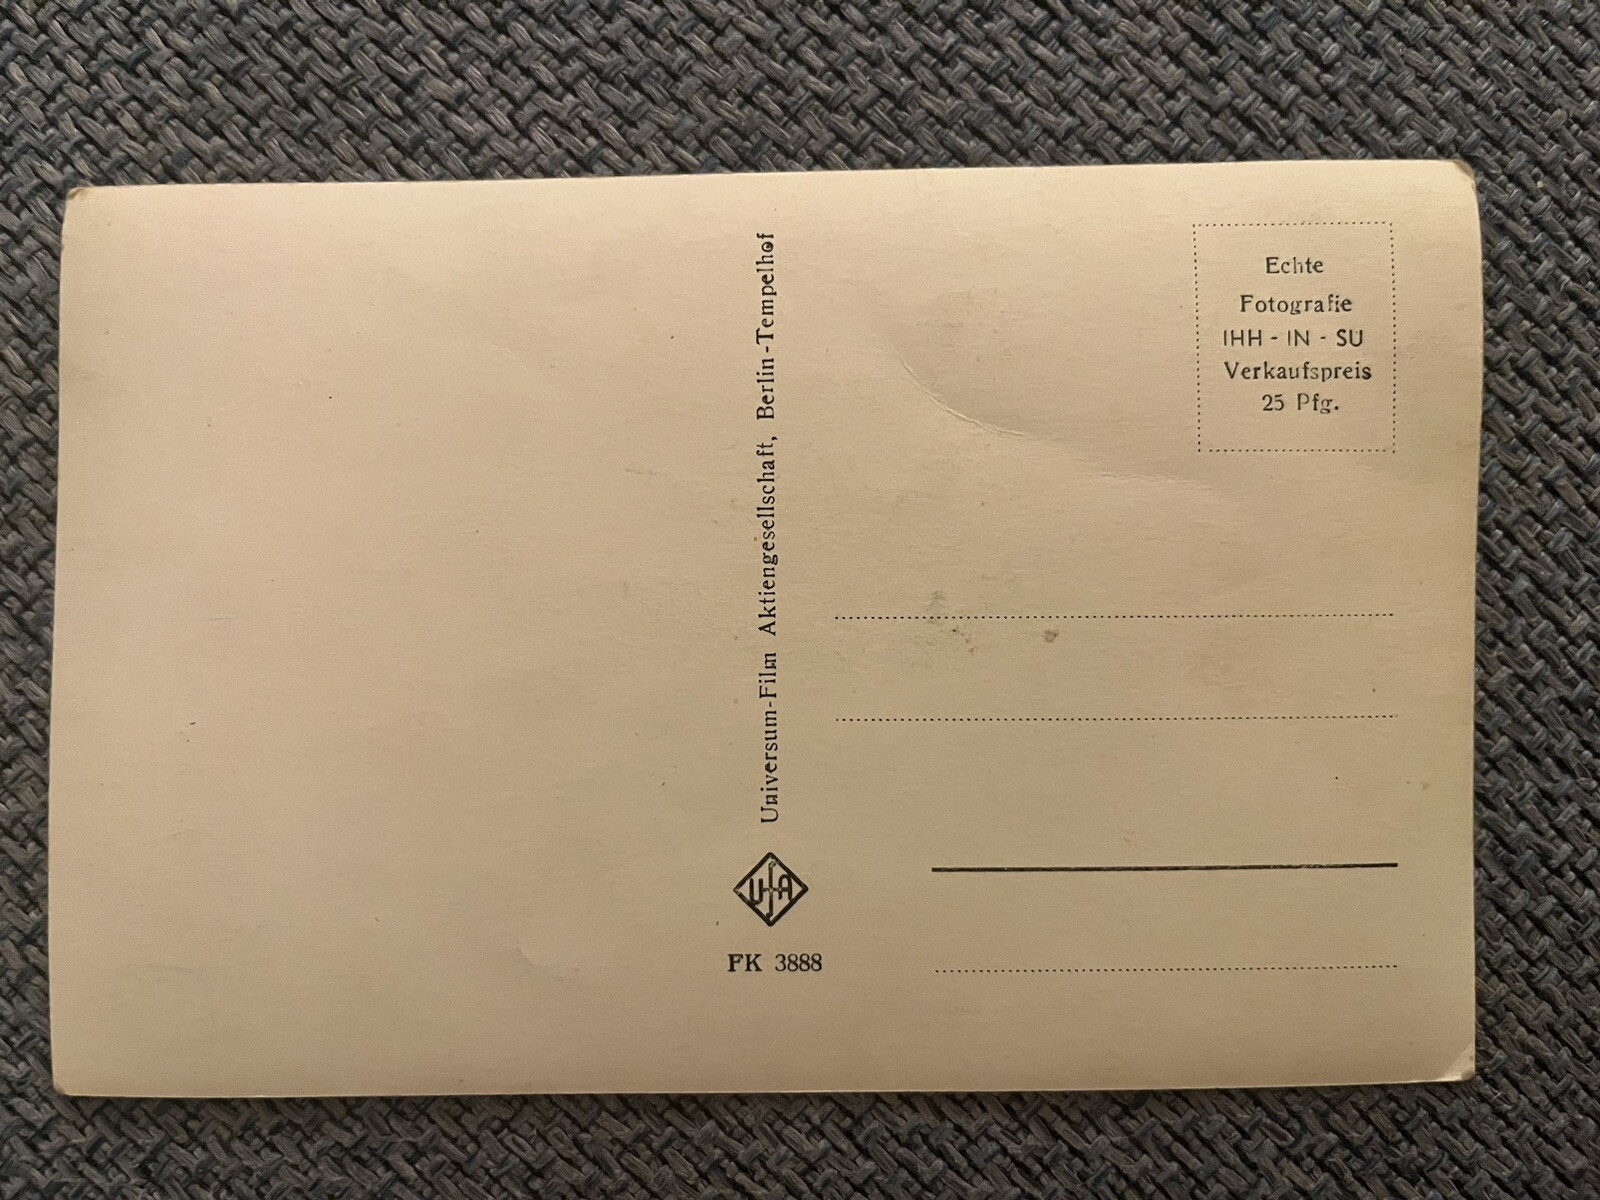 Universum-Film Aktiengesellschaft, Berlin-Tempelhof
UFA
FK 3888
Echte
Fotografie
IHH - IN - SU
Verkaufspreis
25 Pfg.